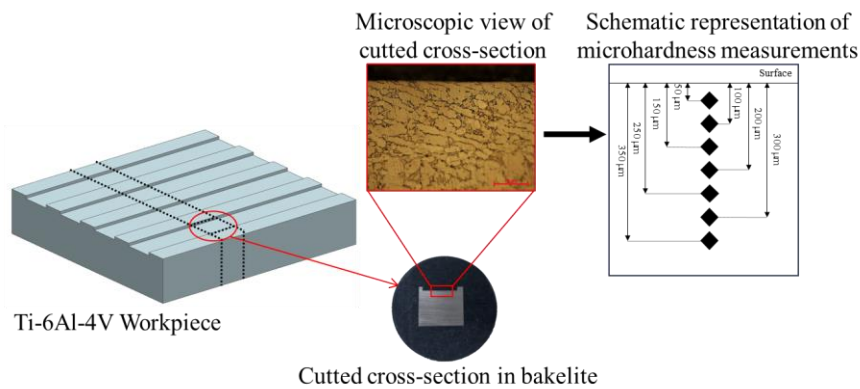 Microscopic view of
cutted cross-section
Schematic representation of
microhardness measurements
Surface
50 µm
100 µm
150 µm
200 µm
250 µm
300 µm
350 µm
Ti-6Al-4V Workpiece
Cutted cross-section in bakelite